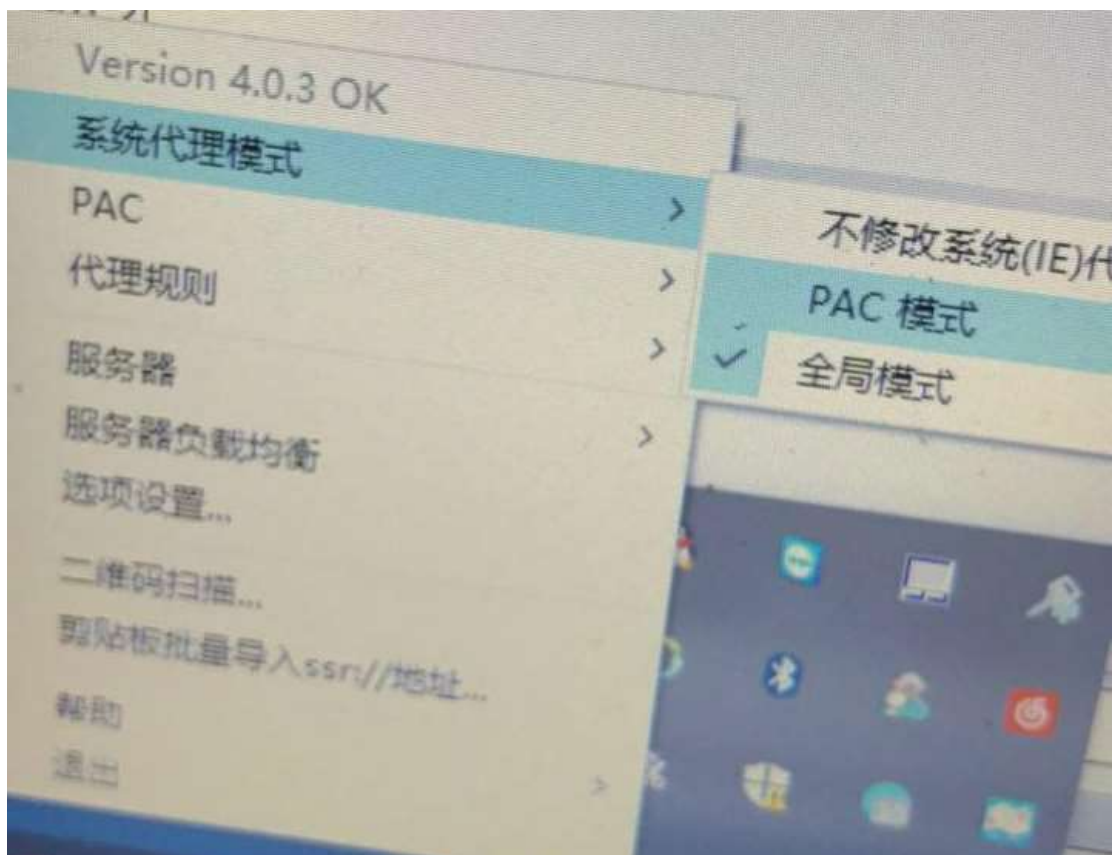 Version 4.0.3 OK
系统代理模式
PAC
代理规则
服务器
服务器负载均衡
选项设置...
二维码扫描...
剪贴板批量导入ssr://地址...
帮助
退出
不修改系统(IE)代
PAC 模式
全局模式